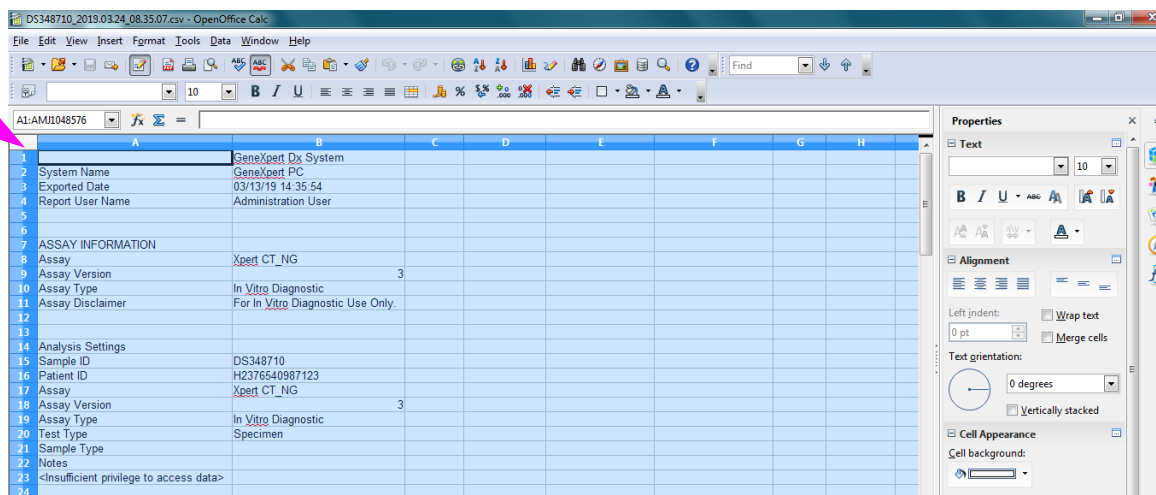 DS348710_2019.03.24_08.35.07.csv - OpenOffice Calc
File Edit View Insert Format Tools Data Window Help
Find
10
A1:AMJ1048576
A B C D E F G H
1 GeneXpert Dx System
2 System Name GeneXpert PC
3 Exported Date 03/13/19 14:35:54
4 Report User Name Administration User
5
6
7 ASSAY INFORMATION
8 Assay Xpert CT_NG
9 Assay Version 3
10 Assay Type In Vitro Diagnostic
11 Assay Disclaimer For In Vitro Diagnostic Use Only.
12
13
14 Analysis Settings
15 Sample ID DS348710
16 Patient ID H2376540987123
17 Assay Xpert CT_NG
18 Assay Version 3
19 Assay Type In Vitro Diagnostic
20 Test Type Specimen
21 Sample Type
22 Notes
23 <Insufficient privilege to access data>
24
Properties
Text
10
Alignment
Left indent:
Wrap text
0 pt
Merge cells
Text orientation:
0 degrees
Vertically stacked
Cell Appearance
Cell background: